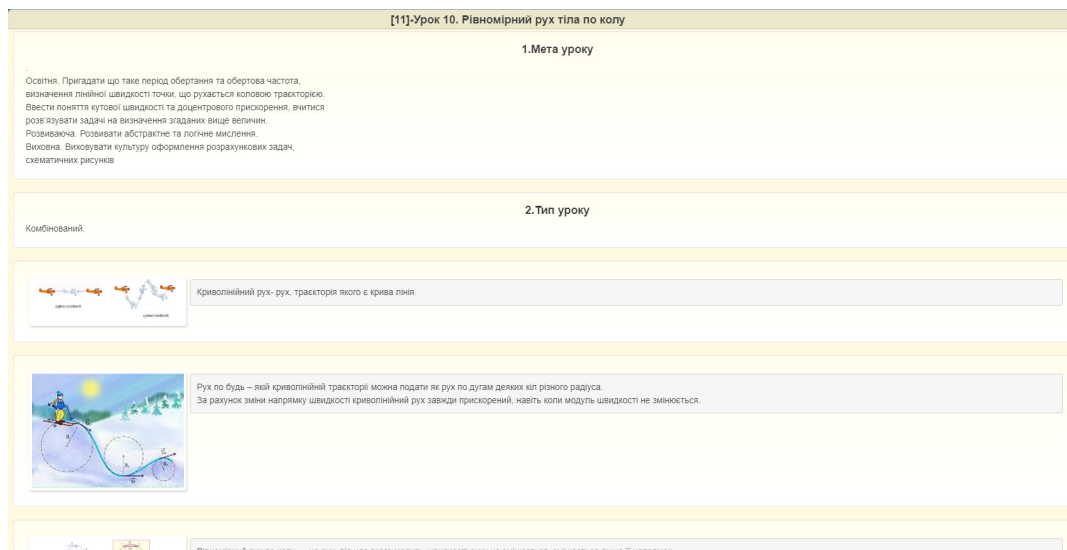 [11]-Урок 10. Рівномірний рух тіла по колу
1.Мета уроку
Освітня. Пригадати що таке період обертання та обертова частота,
визначення лінійної швидкості точки, що рухається коловою траєкторією.
Ввести поняття кутової швидкості та доцентрового прискорення, вчитися
розв'язувати задачі на визначення згаданих вище величин.
Розвиваюча. Розвивати абстрактне та логічне мислення.
Виховна. Виховувати культуру оформлення розрахункових задач,
схематичних рисунків
2.Тип уроку
Комбінований.
Криволінійний рух- рух, траєкторія якого є крива лінія.
Рух по будь – якій криволінійній траєкторії можна подати як рух по дугам деяких кіл різного радіуса.
За рахунок зміни напрямку швидкості криволінійний рух завжди прискорений, навіть коли модуль швидкості не змінюється.